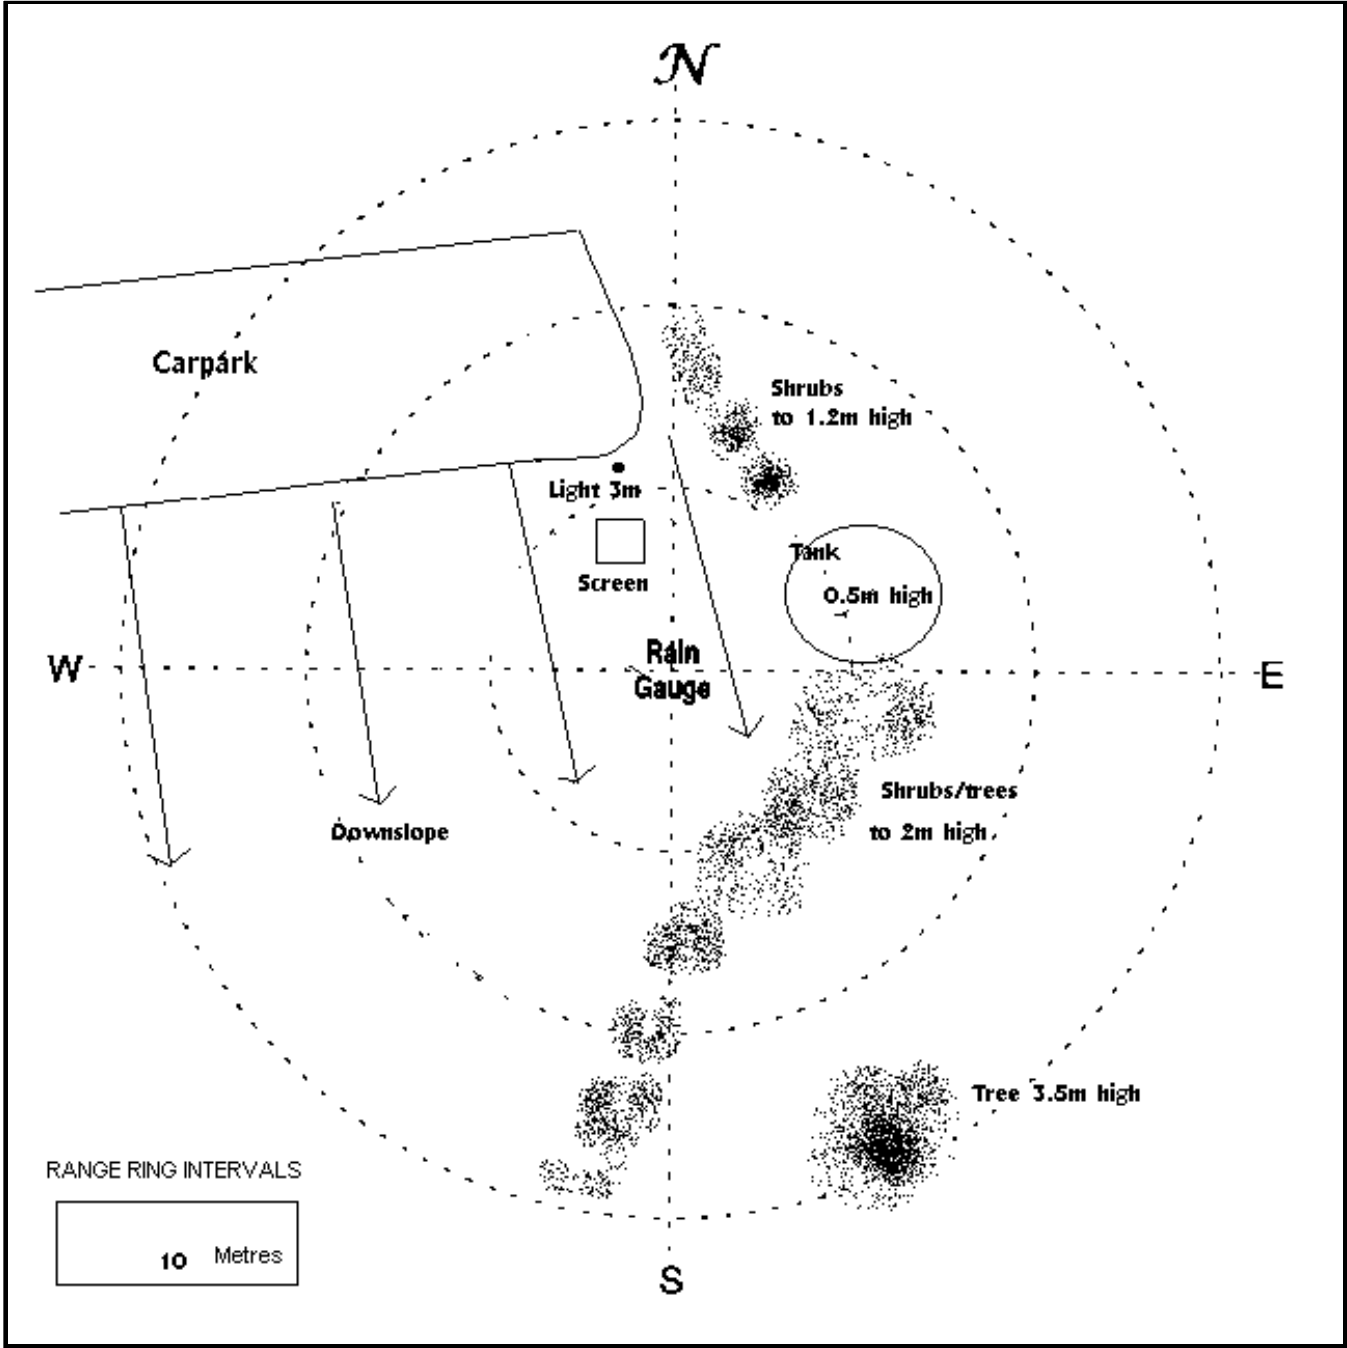 N
Carpark
Shrubs
to 1.2m high
Light 3m
Tank
Screen
0.5m high
W
Rain
Gauge
E
Shrubs/trees
to 2m high
Downslope
Tree 3.5m high
RANGE RING INTERVALS
10 Metres
S